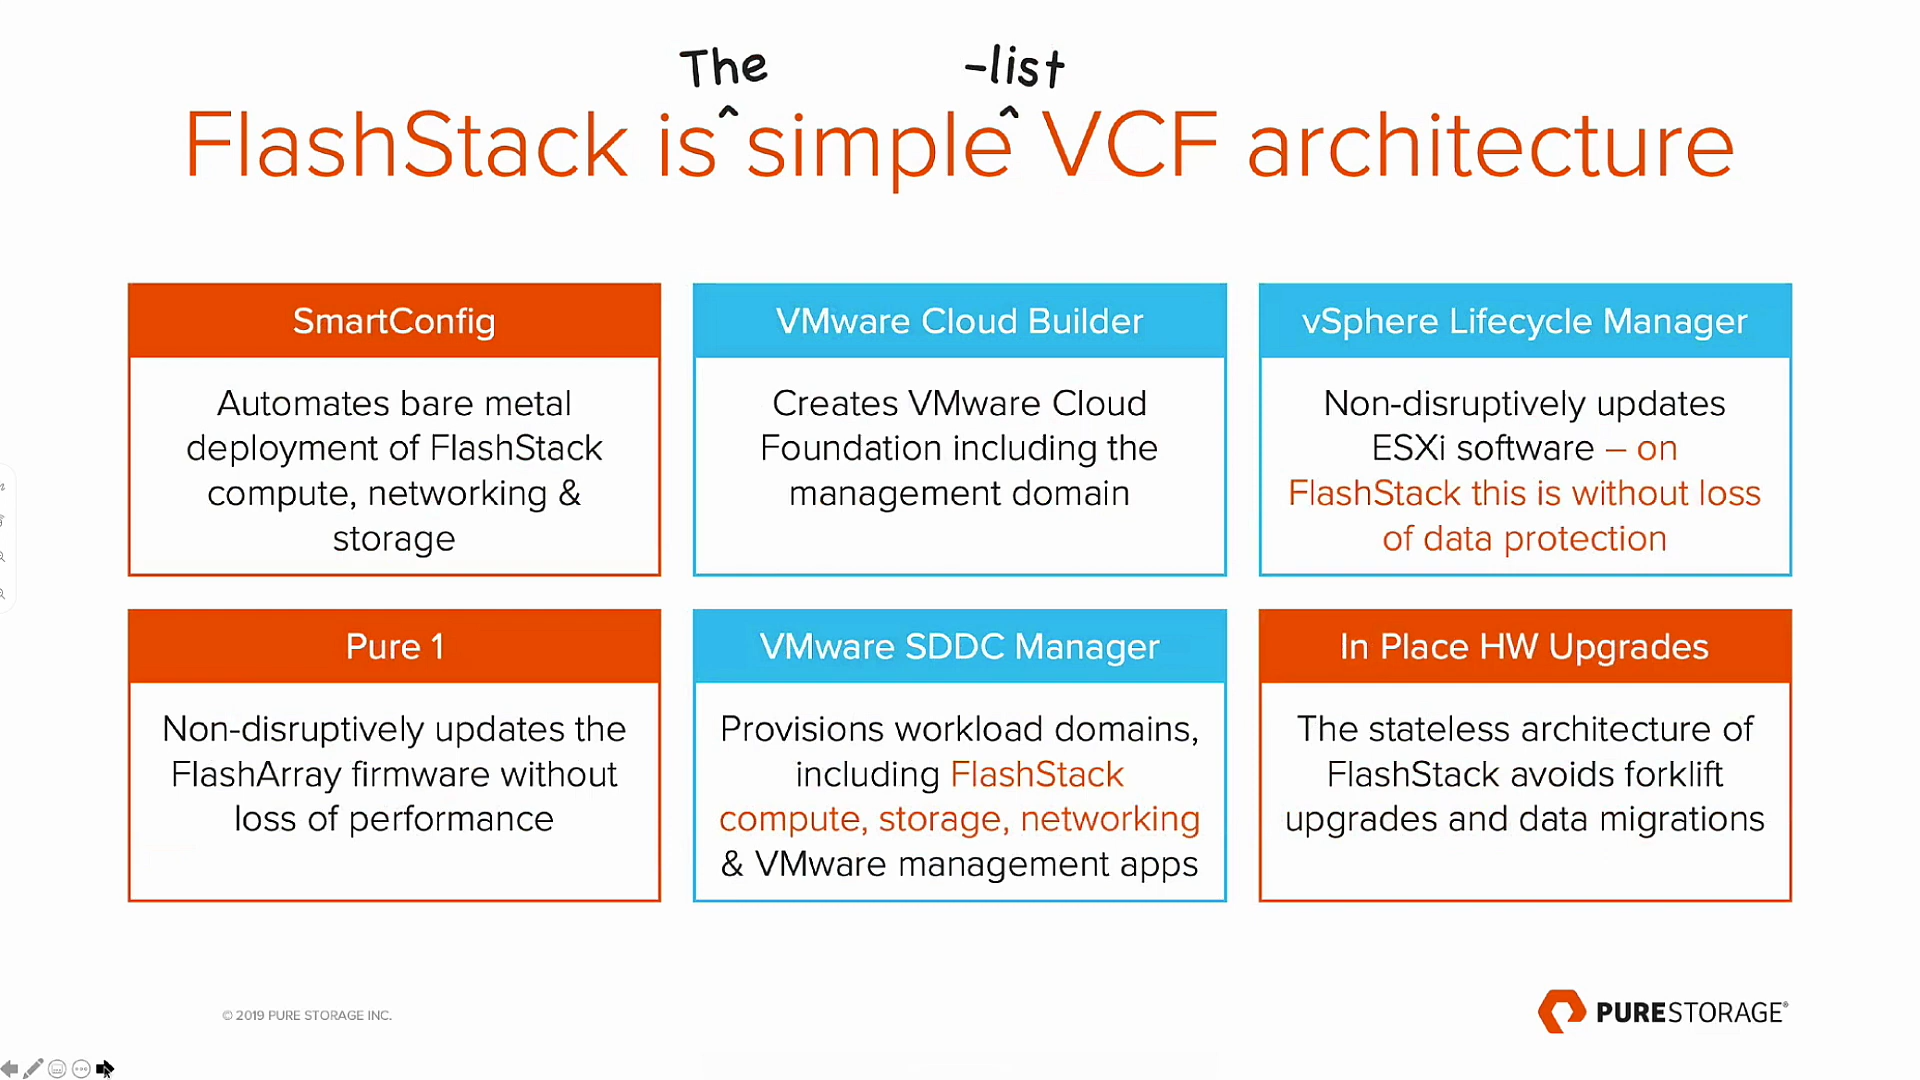 The -list
FlashStack is simple VCF architecture
SmartConfig
Automates bare metal
deployment of FlashStack
compute, networking &
storage
VMware Cloud Builder
Creates VMware Cloud
Foundation including the
management domain
vSphere Lifecycle Manager
Non-disruptively updates
ESXi software – on
FlashStack this is without loss
of data protection
Pure 1
Non-disruptively updates the
FlashArray firmware without
loss of performance
VMware SDDC Manager
Provisions workload domains,
including FlashStack
compute, storage, networking
& VMware management apps
In Place HW Upgrades
The stateless architecture of
FlashStack avoids forklift
upgrades and data migrations
© 2019 PURE STORAGE INC.
PURESTORAGE®